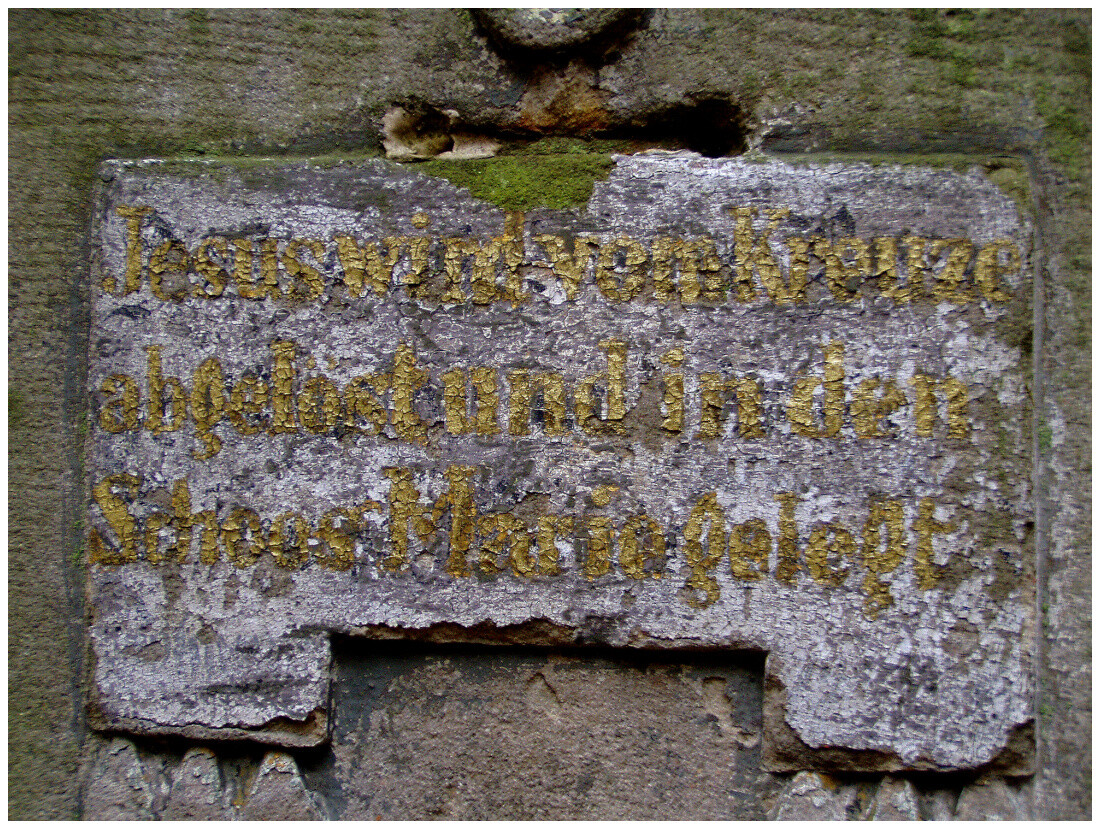 Jesus wird vom Kreuze
abgelöst und in den
Schoos Marie gelegt